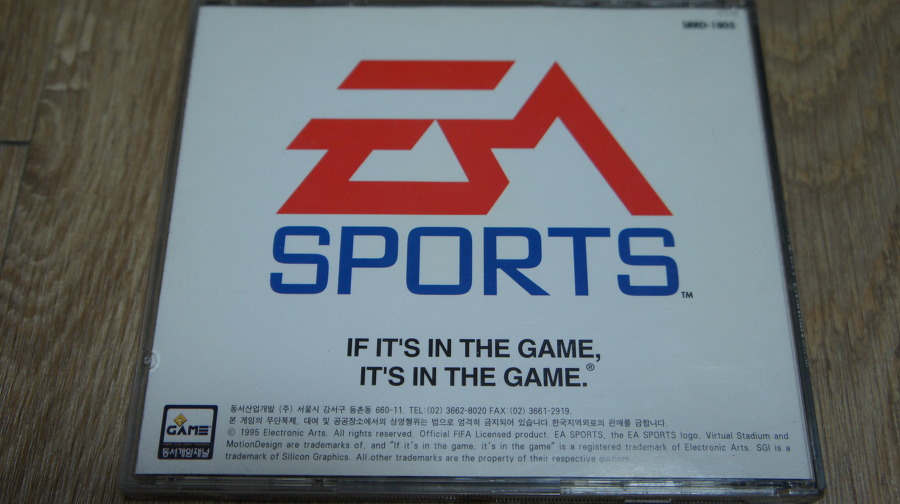 SRRD-1905
EA
SPORTS™
IF IT'S IN THE GAME,
IT'S IN THE GAME.®
GAME
동서게임채널
동서산업개발 (주) 서울시 강서구 등촌동 660-11. TEL:(02) 3662-8020 FAX:(02) 3661-2919.
본 게임의 무단복제, 대여 및 공공장소에서의 상영행위는 법으로 엄격히 금지되어 있습니다. 한국지역외로의 판매를 금합니다.
© 1995 Electronic Arts. All rights reserved. Official FIFA Licensed product. EA SPORTS, the EA SPORTS logo, Virtual Stadium and
MotionDesign are trademarks of, and "If it's in the game, it's in the game" is a registered trademark of Electronic Arts. SGI is a
trademark of Silicon Graphics. All other trademarks are the property of their respective owners.